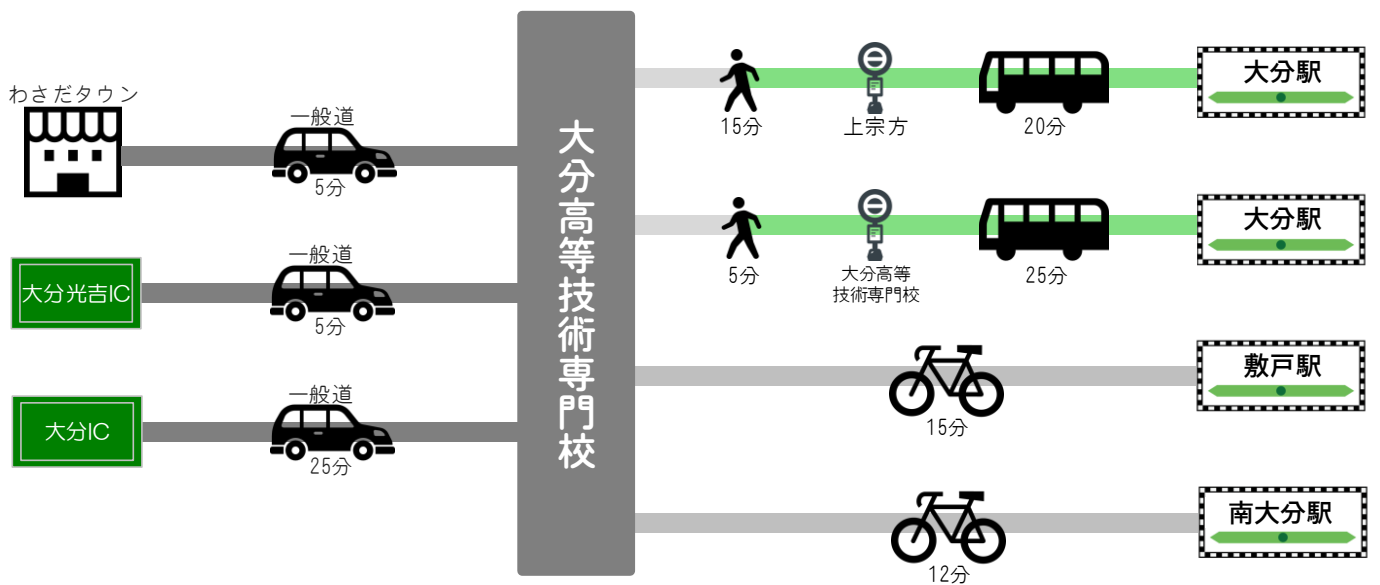 わさだタウン
一般道
5分
大分光吉IC
一般道
5分
大分IC
一般道
25分
大分高等技術専門校
15分
上宗方
20分
大分駅
5分
大分高等
技術専門校
25分
大分駅
15分
敷戸駅
12分
南大分駅